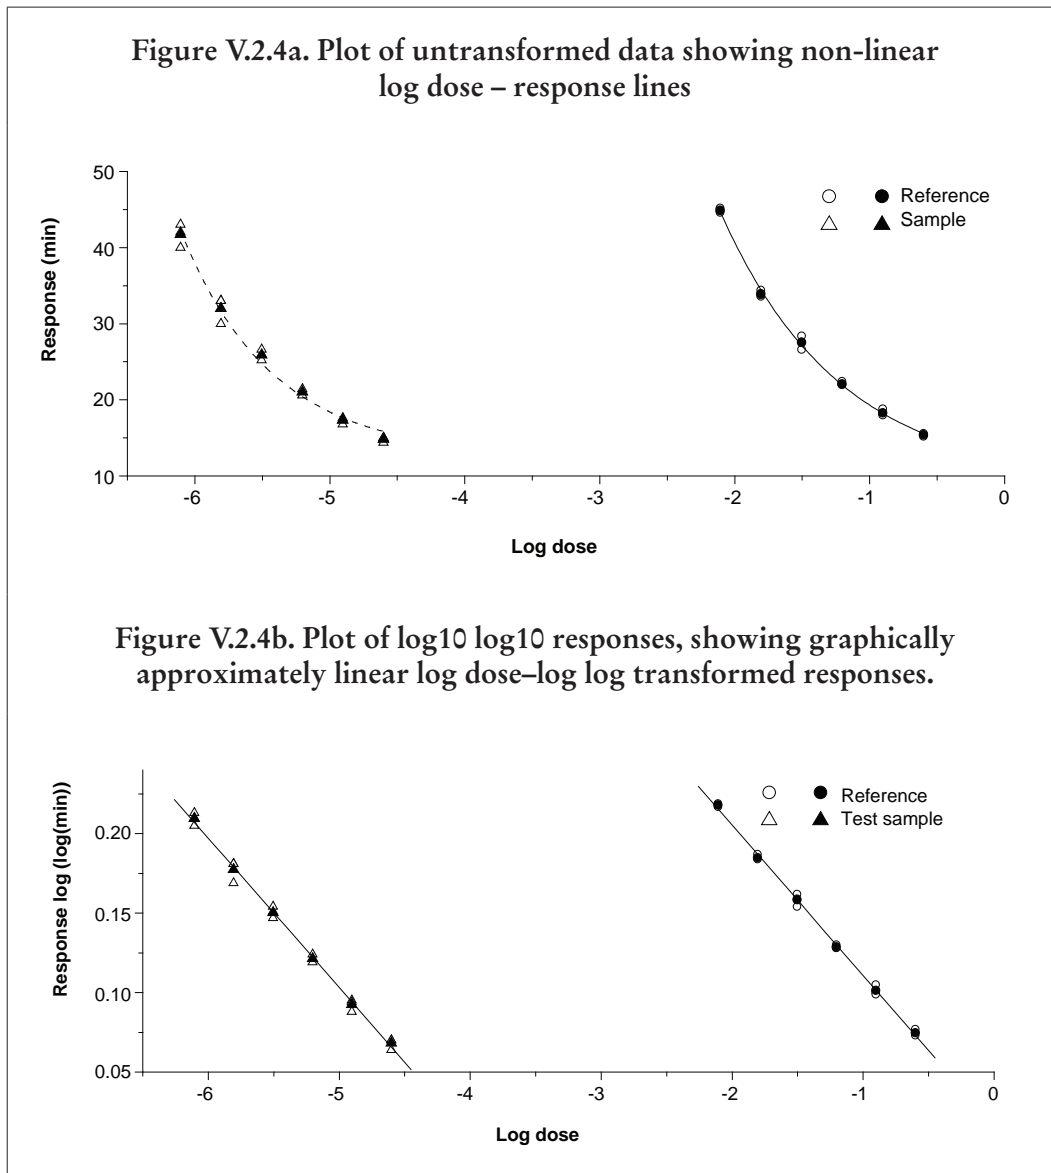 Figure V.2.4a. Plot of untransformed data showing non-linear
log dose – response lines
Response (min)
50
40
30
20
10
Reference
Sample
-6
-5
-4
-3
-2
-1
0
Log dose
Figure V.2.4b. Plot of log10 log10 responses, showing graphically
approximately linear log dose–log log transformed responses.
Response log (log(min))
0.20
0.15
0.10
0.05
Reference
Test sample
-6
-5
-4
-3
-2
-1
0
Log dose